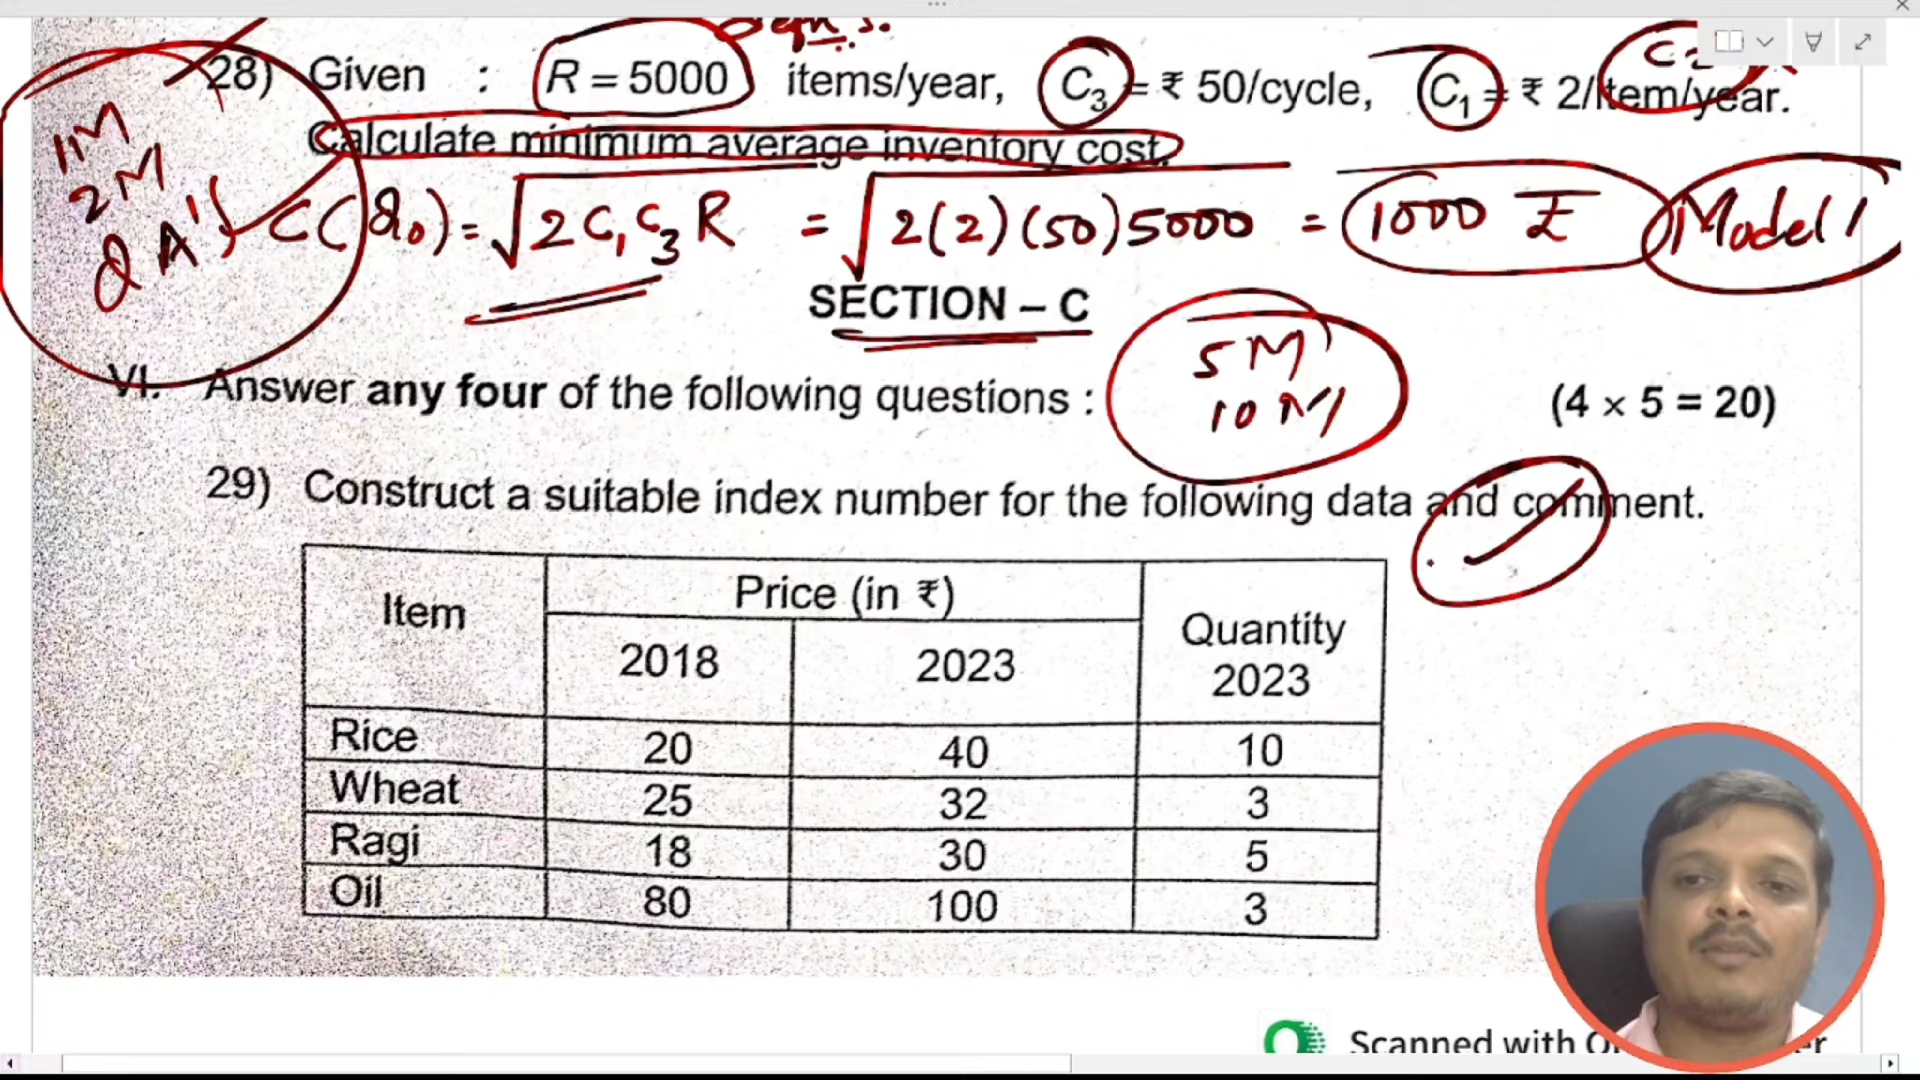 28) Given : R = 5000 items/year, C₃ = ₹ 50/cycle, C₁ = ₹ 2/item/year.
Calculate minimum average inventory cost.
1M
2M
Q A's
C(Q₀) = √2 C₁ C₃ R = √2(2)(50)5000 = 1000 ₹ Model 1
SECTION – C
5M
10M
VI. Answer any four of the following questions : (4 × 5 = 20)
29) Construct a suitable index number for the following data and comment.
Item Price (in ₹) Quantity 2023
2018 2023
Rice 20 40 10
Wheat 25 32 3
Ragi 18 30 5
Oil 80 100 3
Scanned with